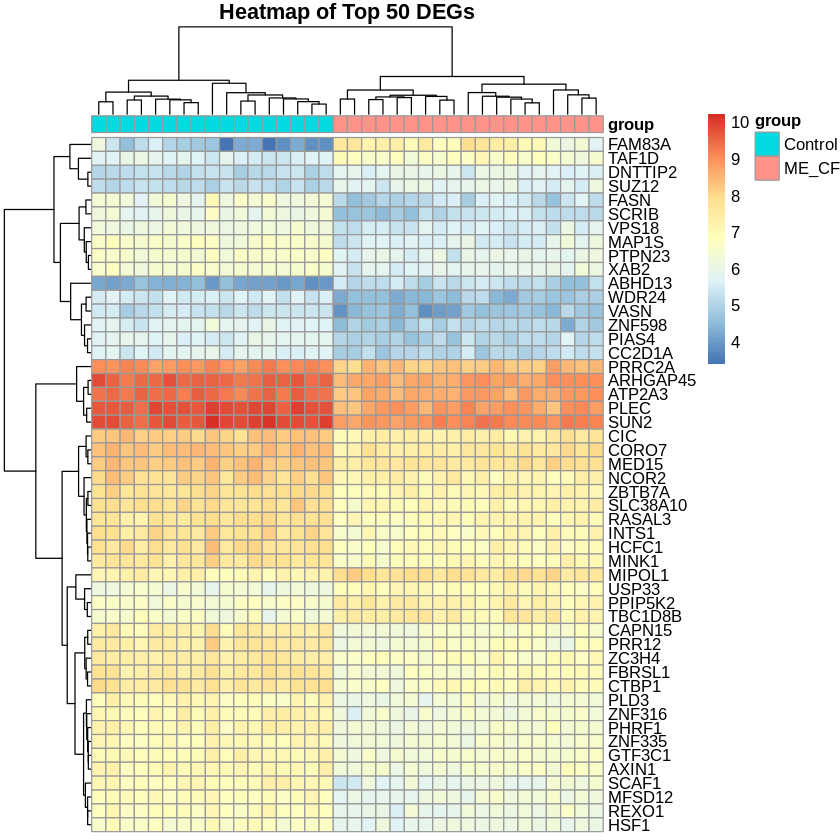 Heatmap of Top 50 DEGs
group
FAM83A
TAF1D
DNTTIP2
SUZ12
FASN
SCRIB
VPS18
MAP1S
PTPN23
XAB2
ABHD13
WDR24
VASN
ZNF598
PIAS4
CC2D1A
PRRC2A
ARHGAP45
ATP2A3
PLEC
SUN2
CIC
CORO7
MED15
NCOR2
ZBTB7A
SLC38A10
RASAL3
INTS1
HCFC1
MINK1
MIPOL1
USP33
PPIP5K2
TBC1D8B
CAPN15
PRR12
ZC3H4
FBRSL1
CTBP1
PLD3
ZNF316
PHRF1
ZNF335
GTF3C1
AXIN1
SCAF1
MFSD12
REXO1
HSF1
10
9
8
7
6
5
4
group
Control
ME_CF